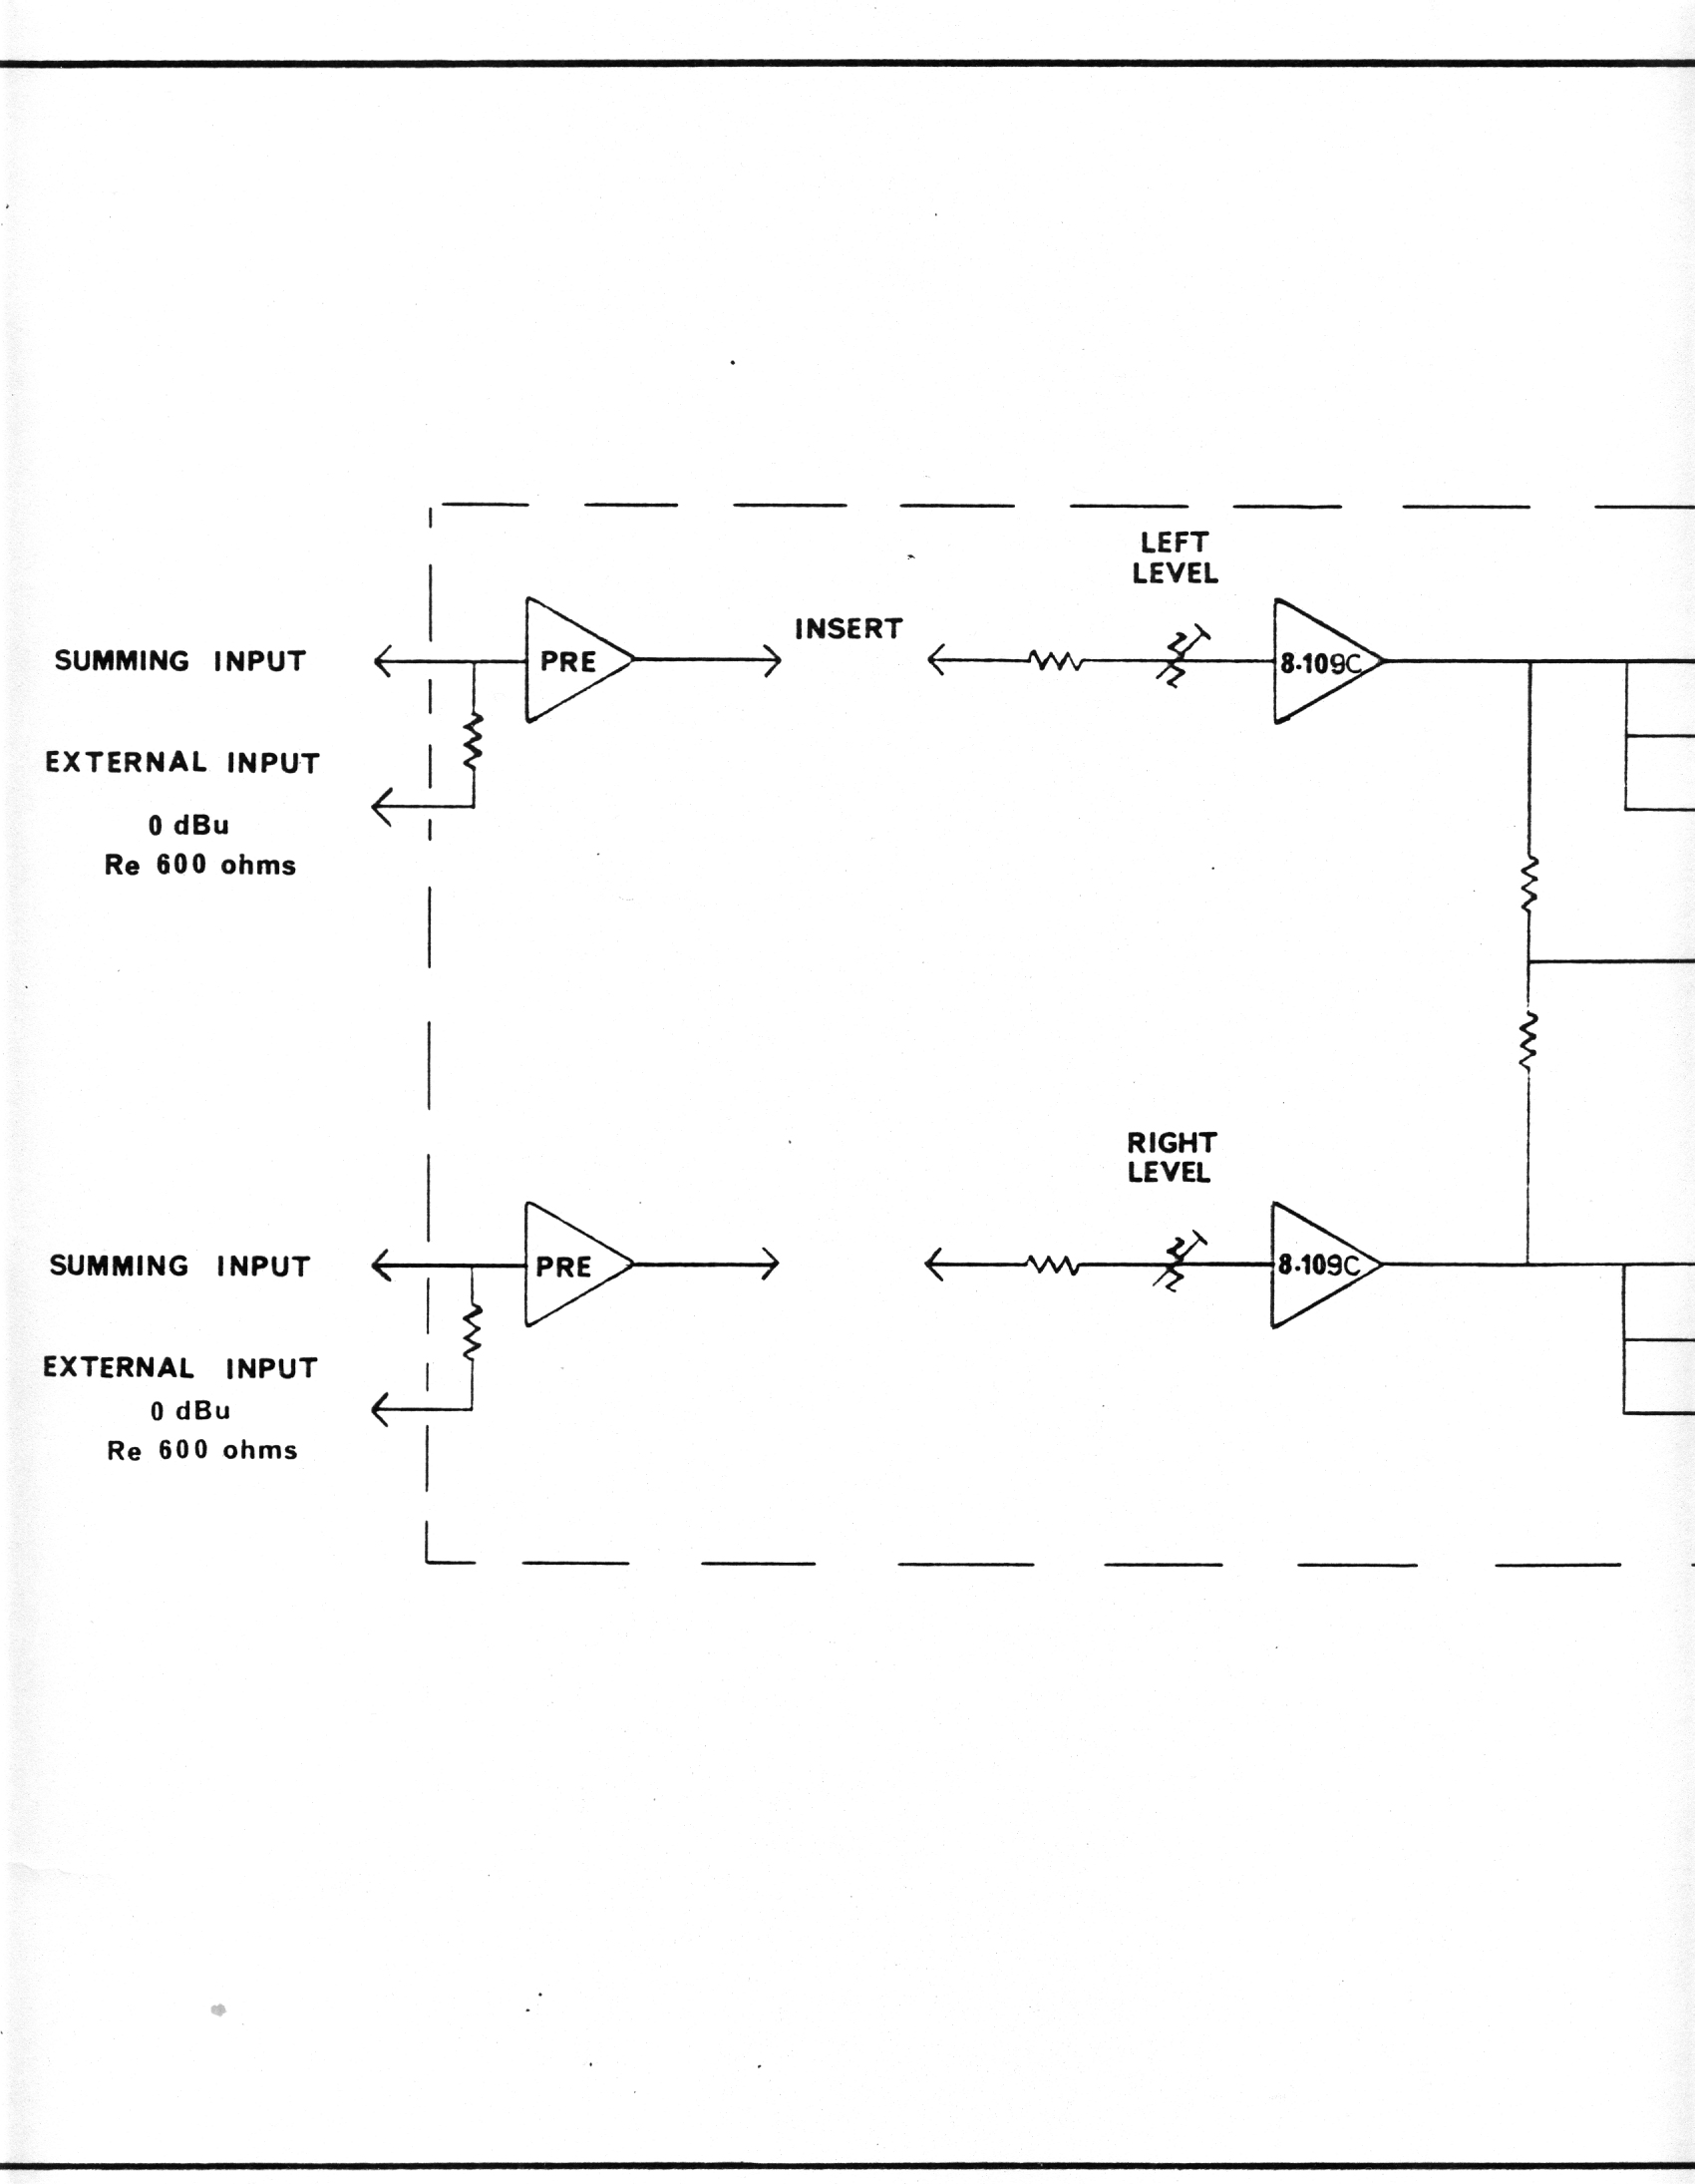 LEFT
LEVEL
INSERT
SUMMING INPUT
PRE
8.109C
EXTERNAL INPUT
0 dBu
Re 600 ohms
RIGHT
LEVEL
SUMMING INPUT
PRE
8.109C
EXTERNAL INPUT
0 dBu
Re 600 ohms